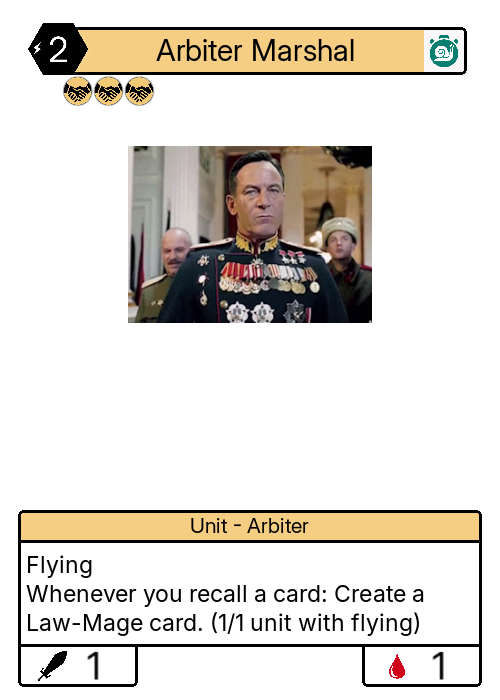 2
Arbiter Marshal
Unit - Arbiter
Flying
Whenever you recall a card: Create a
Law-Mage card. (1/1 unit with flying)
1
1